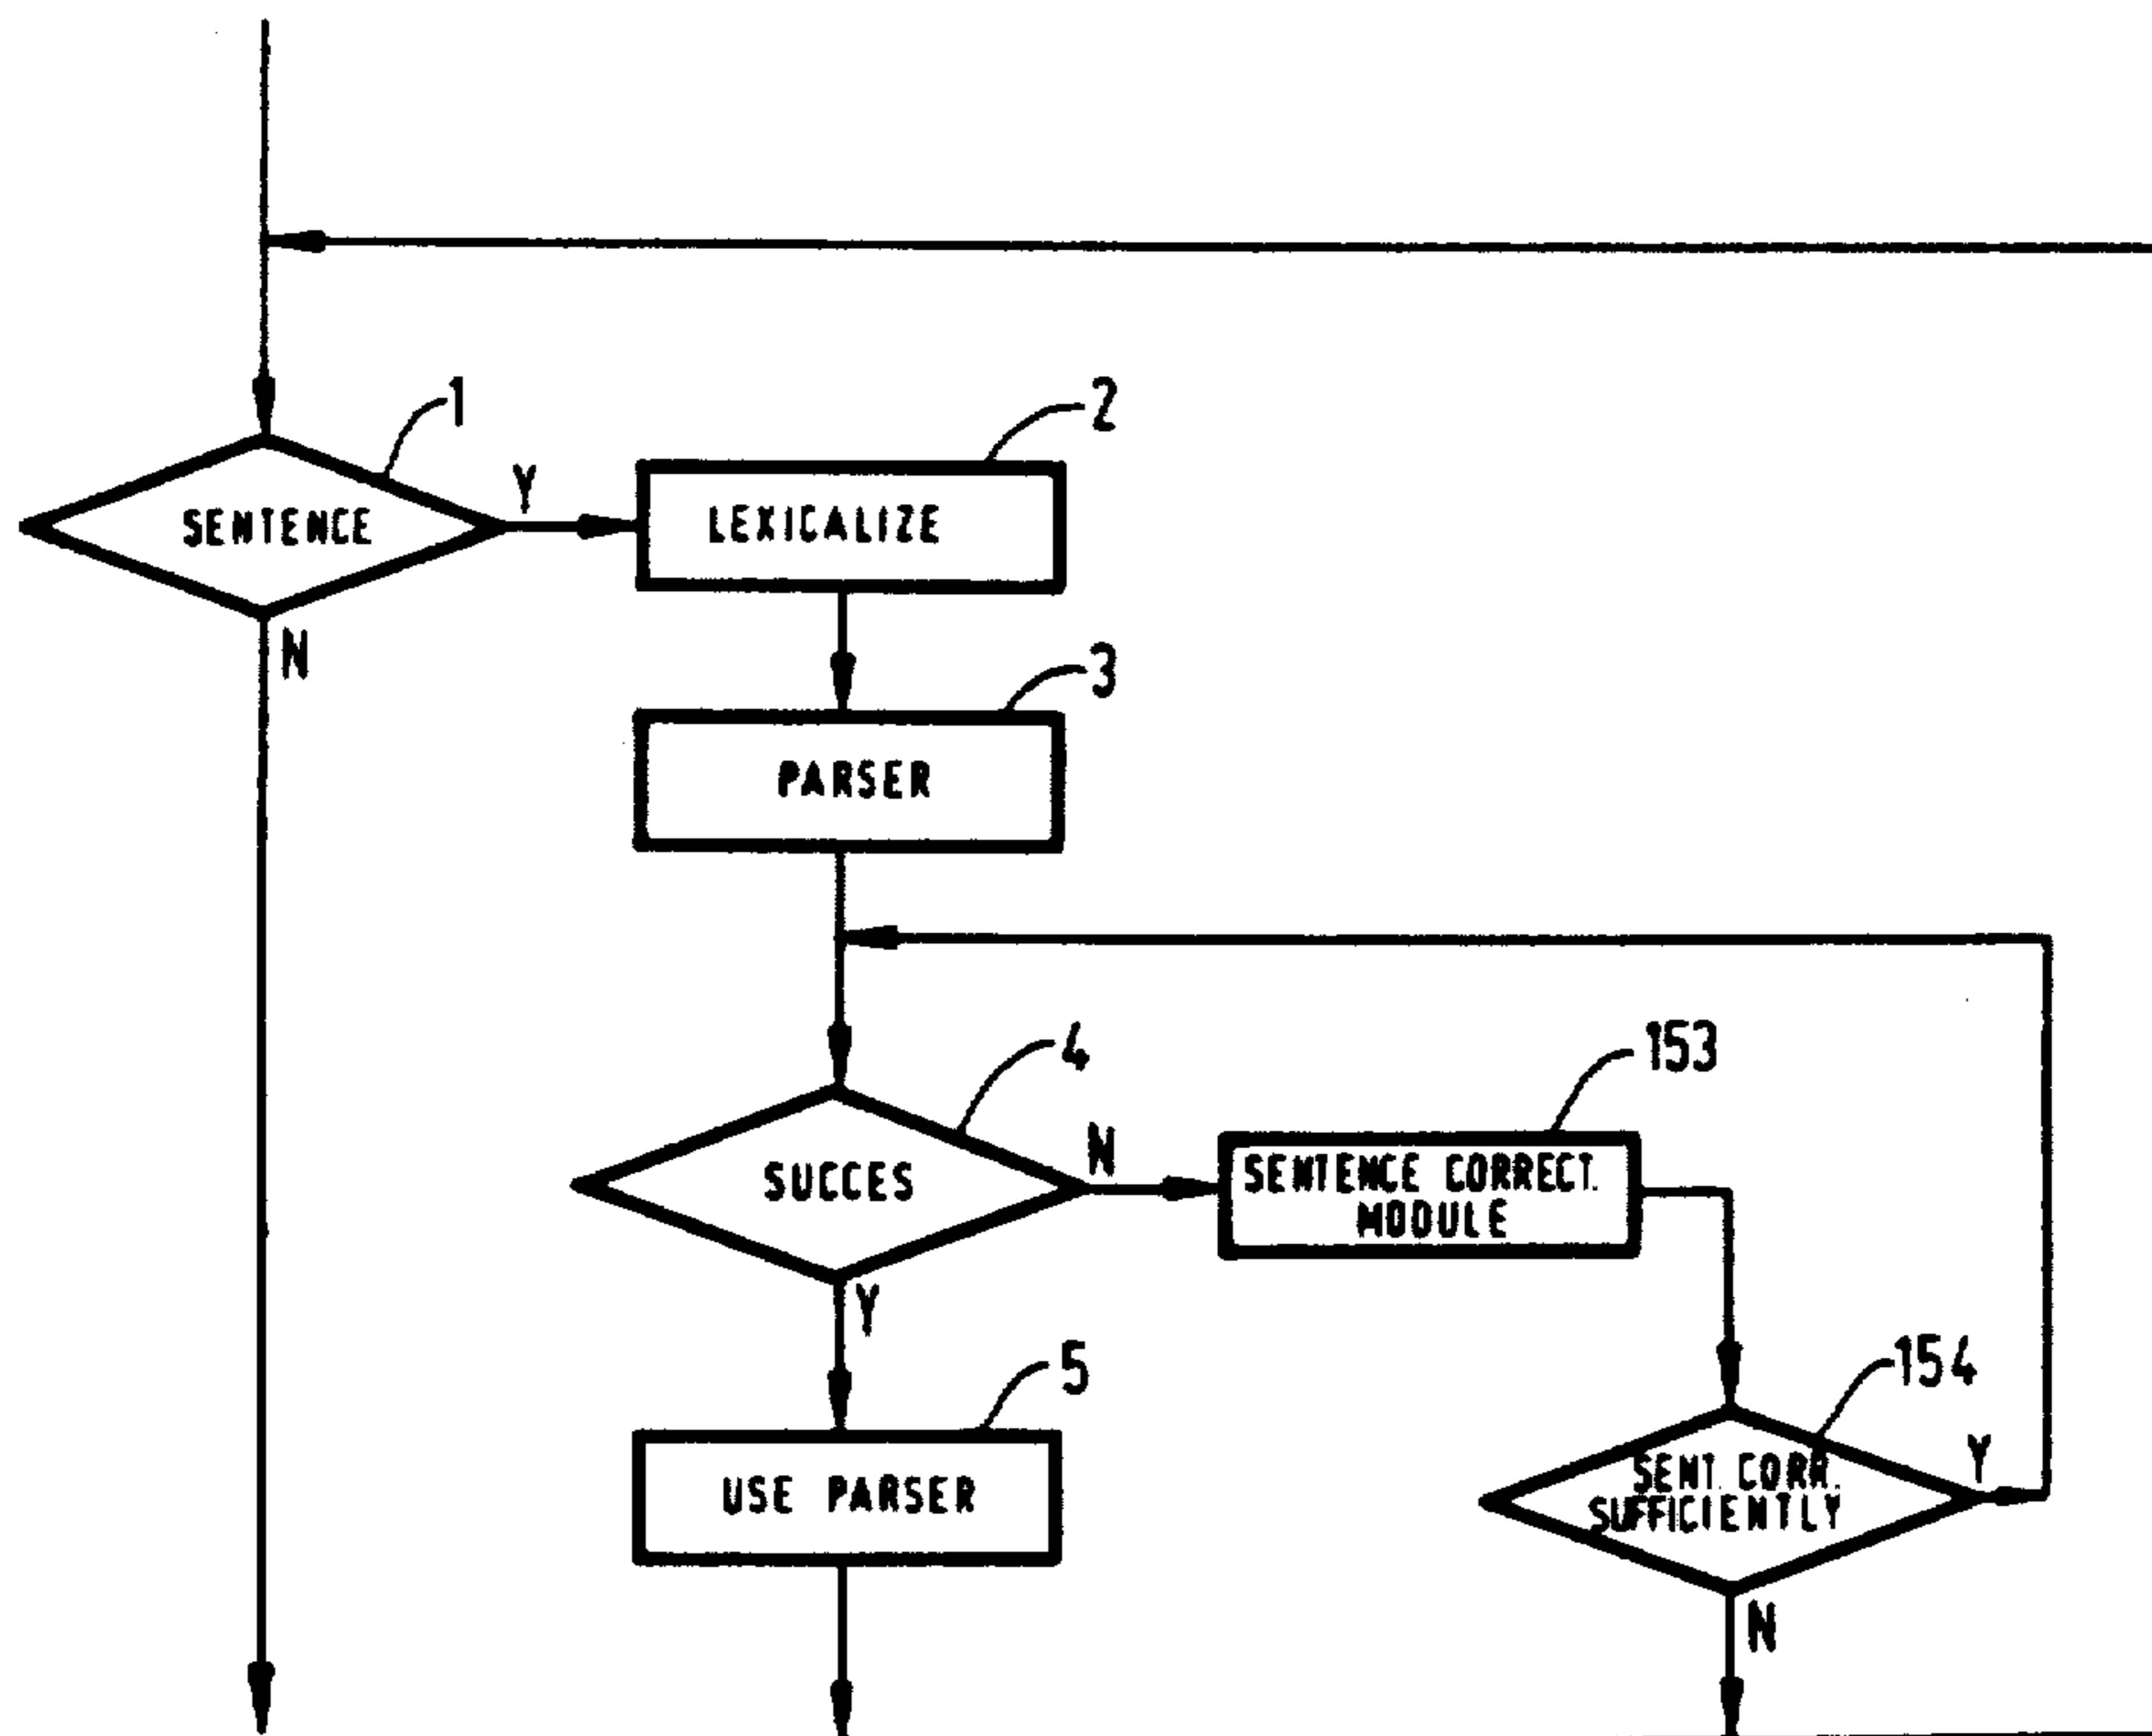 1
2
Y
SENTENCE
LEXICALIZE
N
3
PARSER
4
153
N
SUCCES
SENTENCE CORRECT.
MODULE
Y
5
154
USE PARSER
Y
SENT. CORR.
SUFFICIENTLY
N